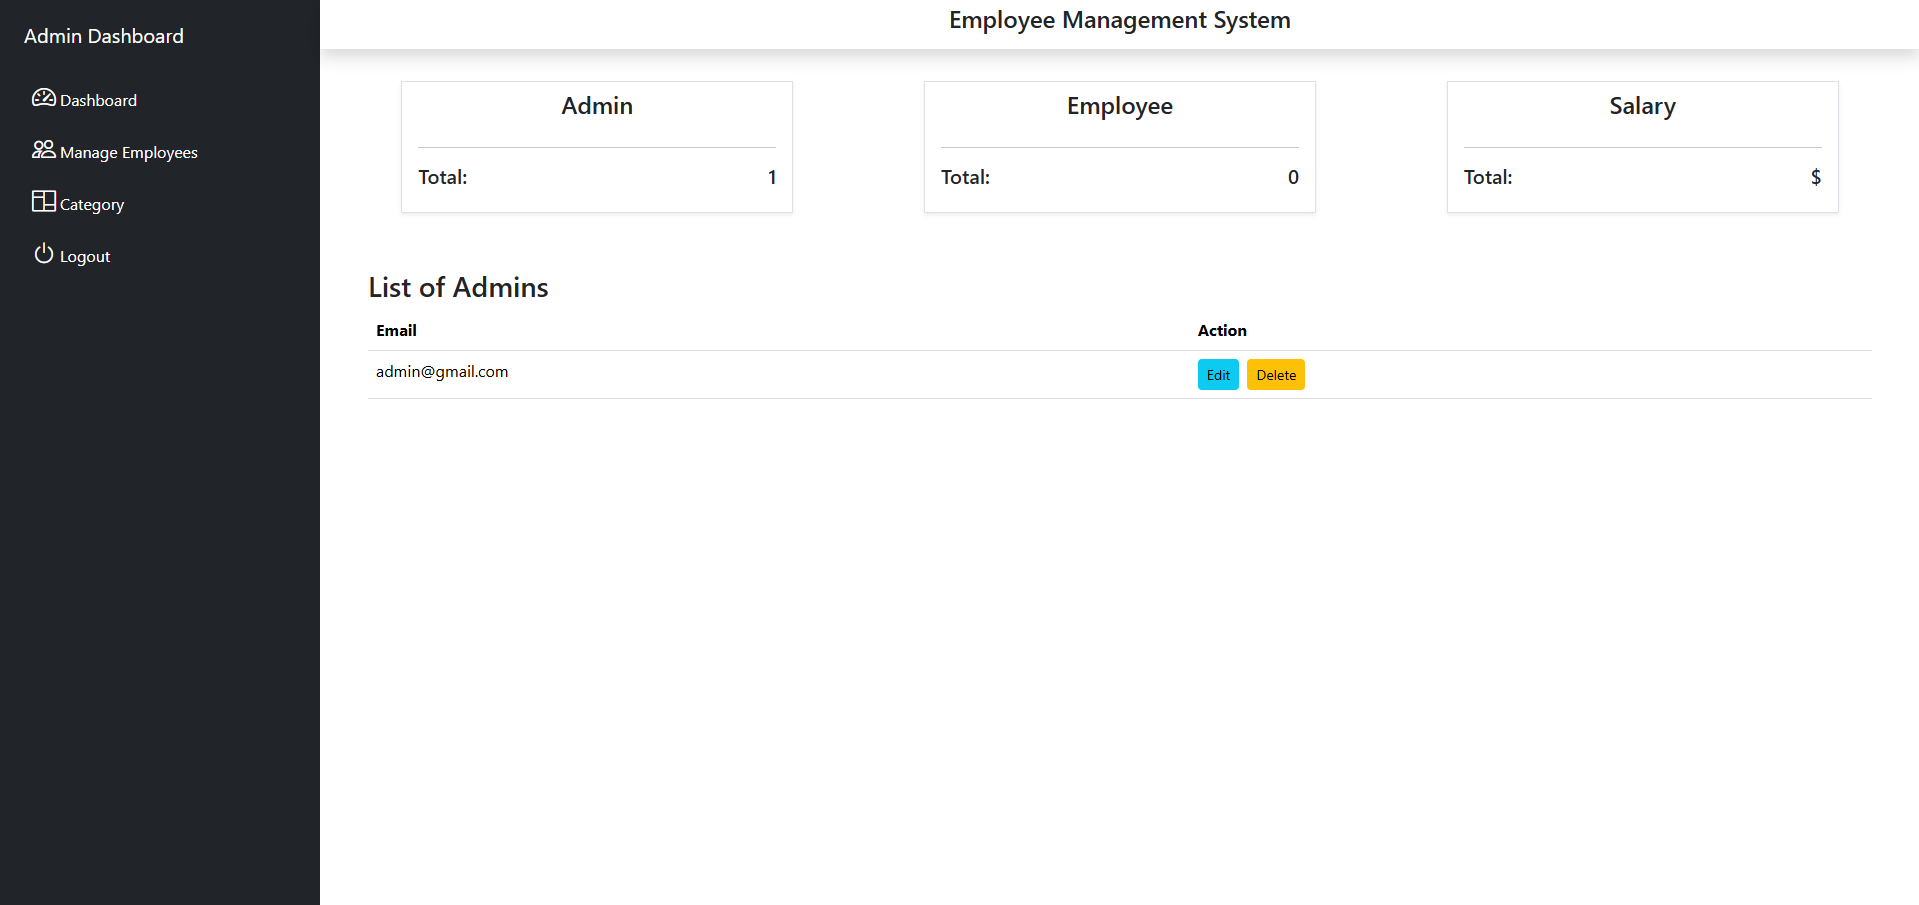 Admin Dashboard
Dashboard
Manage Employees
Category
Logout
Employee Management System
Admin
Total: 1
Employee
Total: 0
Salary
Total: $
List of Admins
Email Action
admin@gmail.com Edit Delete